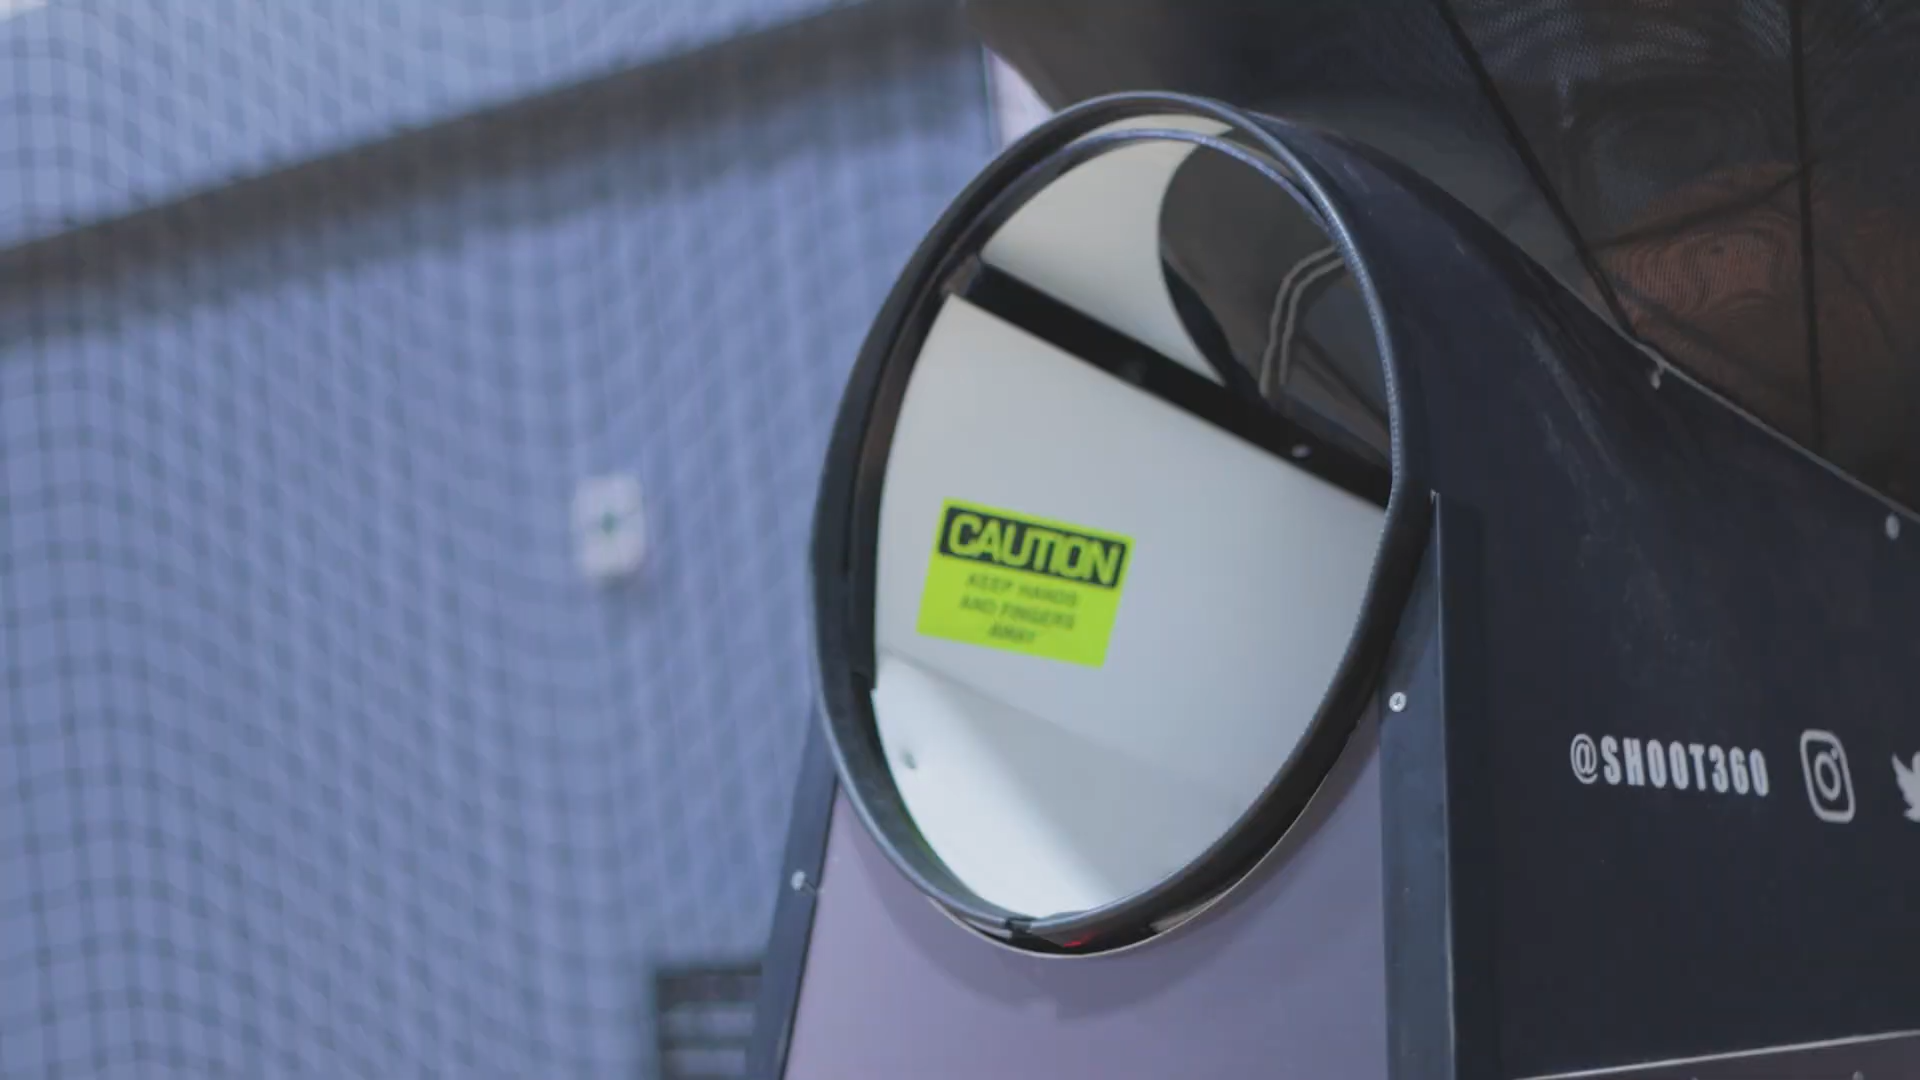 CAUTION
KEEP HANDS
AND FINGERS
AWAY
@SHOOT360